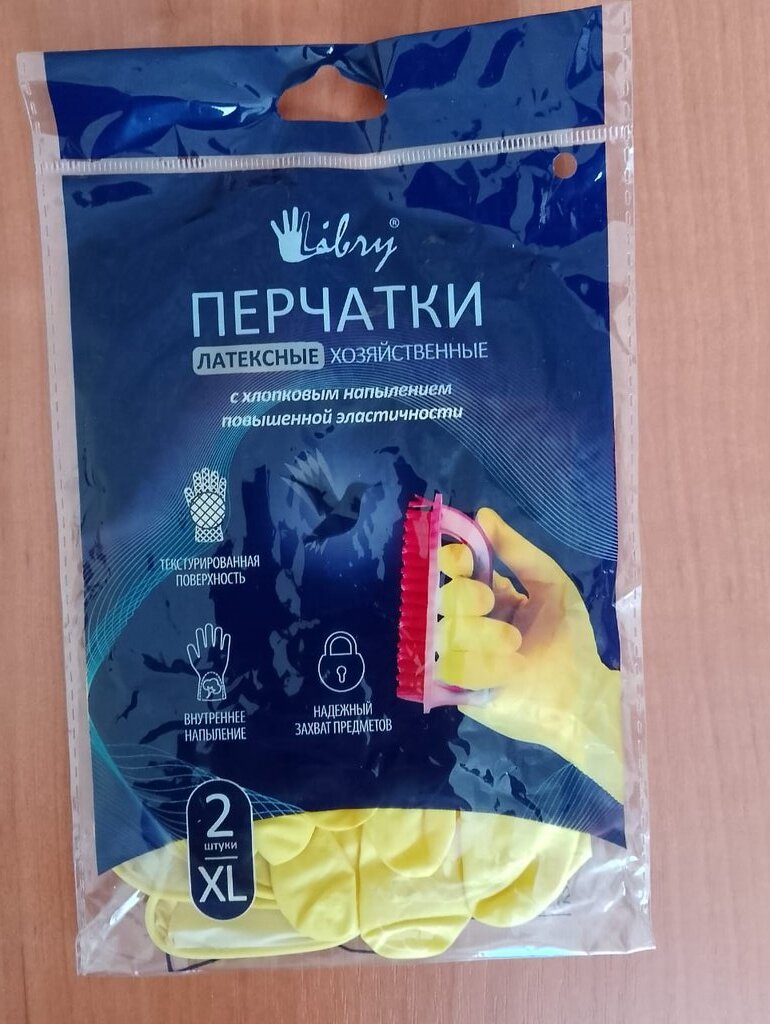 Libry®
ПЕРЧАТКИ
ЛАТЕКСНЫЕ ХОЗЯЙСТВЕННЫЕ
с хлопковым напылением
повышенной эластичности
ТЕКСТУРИРОВАННАЯ
ПОВЕРХНОСТЬ
ВНУТРЕННЕЕ
НАПЫЛЕНИЕ
НАДЕЖНЫЙ
ЗАХВАТ ПРЕДМЕТОВ
2
штуки
XL